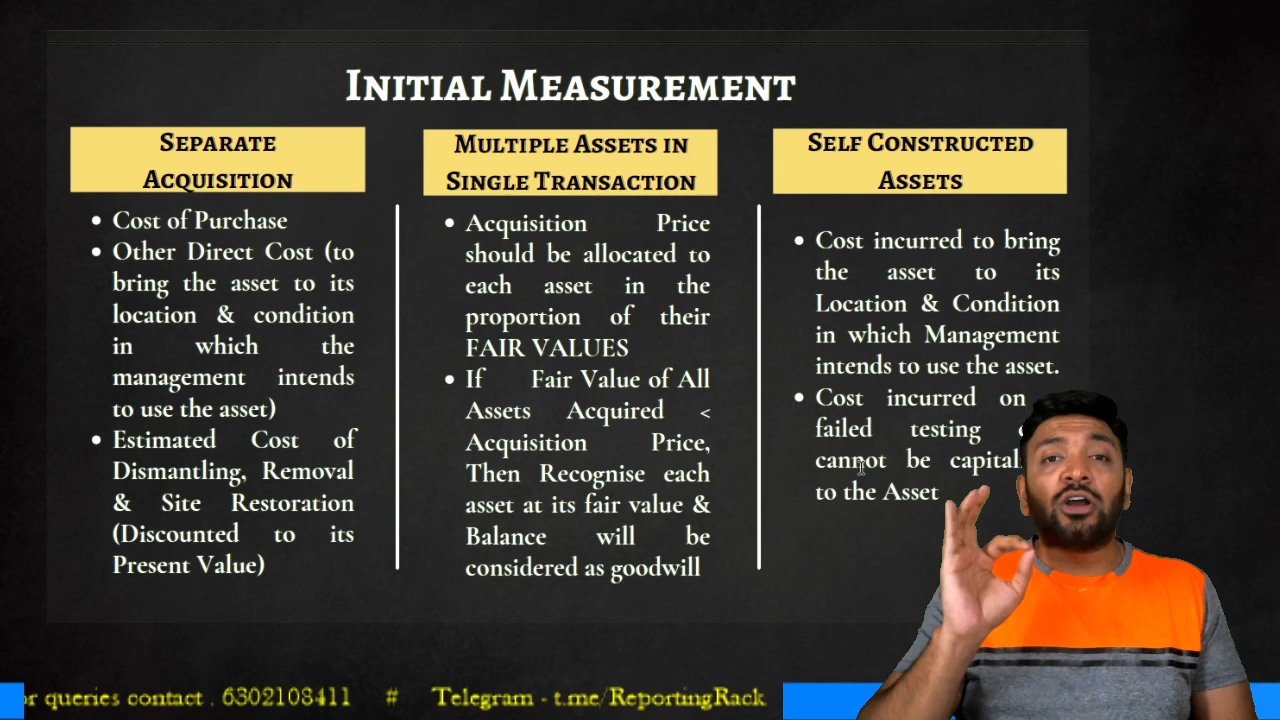 INITIAL MEASUREMENT
SEPARATE
ACQUISITION
• Cost of Purchase
• Other Direct Cost (to
bring the asset to its
location & condition
in which the
management intends
to use the asset)
• Estimated Cost of
Dismantling, Removal
& Site Restoration
(Discounted to its
Present Value)
MULTIPLE ASSETS IN
SINGLE TRANSACTION
• Acquisition Price
should be allocated to
each asset in the
proportion of their
FAIR VALUES
• If Fair Value of All
Assets Acquired <
Acquisition Price,
Then Recognise each
asset at its fair value &
Balance will be
considered as goodwill
SELF CONSTRUCTED
ASSETS
• Cost incurred to bring
the asset to its
Location & Condition
in which Management
intends to use the asset.
• Cost incurred on
failed testing
cannot be
to the Asset
queries contact . 6302108411 # Telegram - t.me/ReportingRack